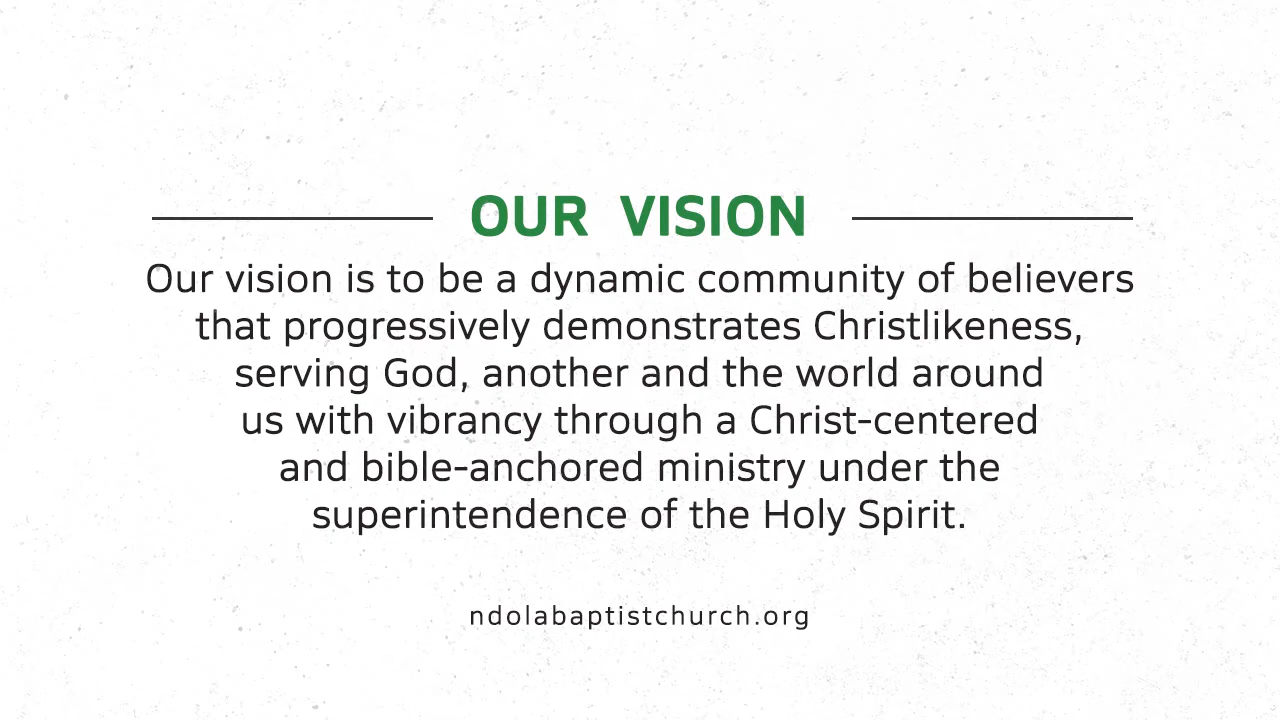 OUR VISION
Our vision is to be a dynamic community of believers
that progressively demonstrates Christlikeness,
serving God, another and the world around
us with vibrancy through a Christ-centered
and bible-anchored ministry under the
superintendence of the Holy Spirit.
ndolabaptistchurch.org